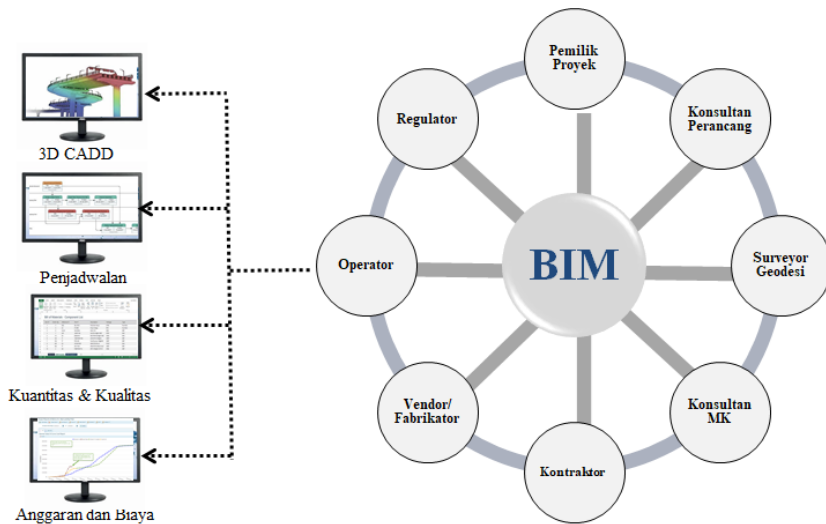 3D CADD
Penjadwalan
Kuantitas & Kualitas
Anggaran dan Biaya
Pemilik
Proyek
Konsultan
Perancang
Surveyor
Geodesi
Konsultan
MK
Kontraktor
Vendor/
Fabrikator
Operator
Regulator
BIM